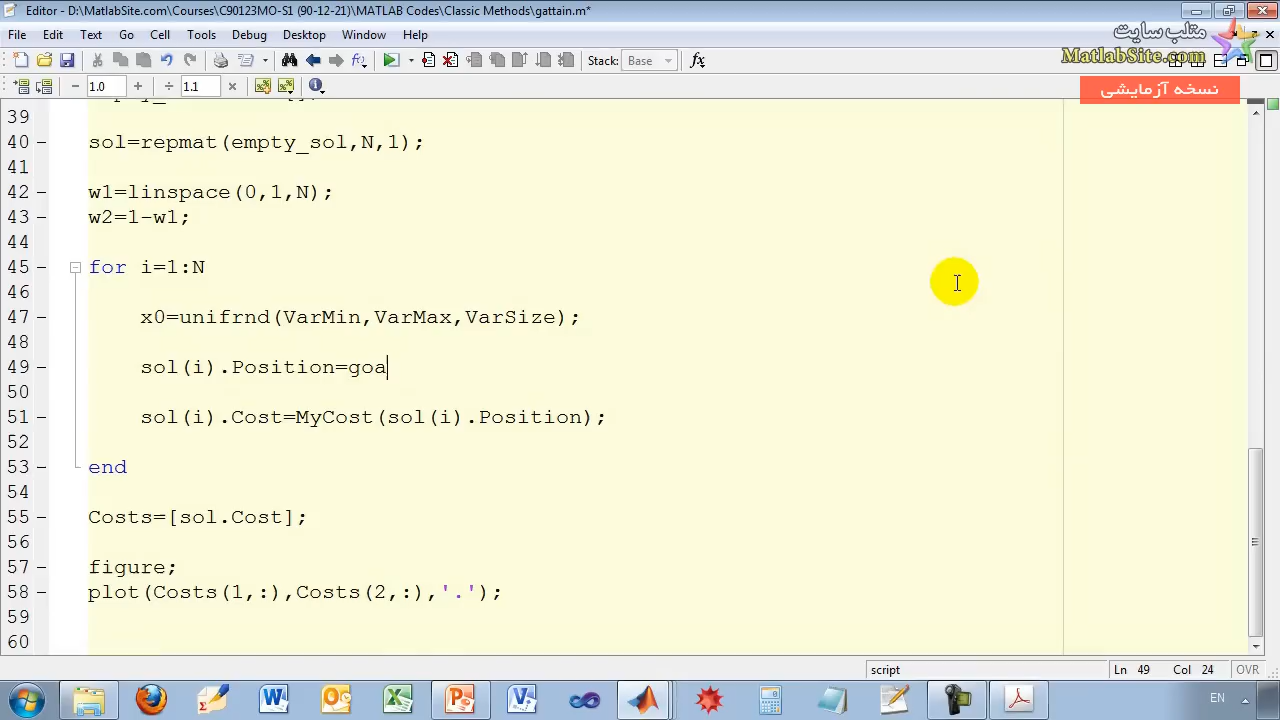 Editor - D:\MatlabSite.com\Courses\C90123MO-S1 (90-12-21)\MATLAB Codes\Classic Methods\gattain.m*
File Edit Text Go Cell Tools Debug Desktop Window Help
متلب سایت
MatlabSite.com
Stack: Base fx
1.0 1.1
نسخه آزمایشی
39
40 sol=repmat(empty_sol,N,1);
41
42 w1=linspace(0,1,N);
43 w2=1-w1;
44
45 for i=1:N
46
47 x0=unifrnd(VarMin,VarMax,VarSize);
48
49 sol(i).Position=goa
50
51 sol(i).Cost=MyCost(sol(i).Position);
52
53 end
54
55 Costs=[sol.Cost];
56
57 figure;
58 plot(Costs(1,:),Costs(2,:),'.');
59
60
script Ln 49 Col 24 OVR
EN